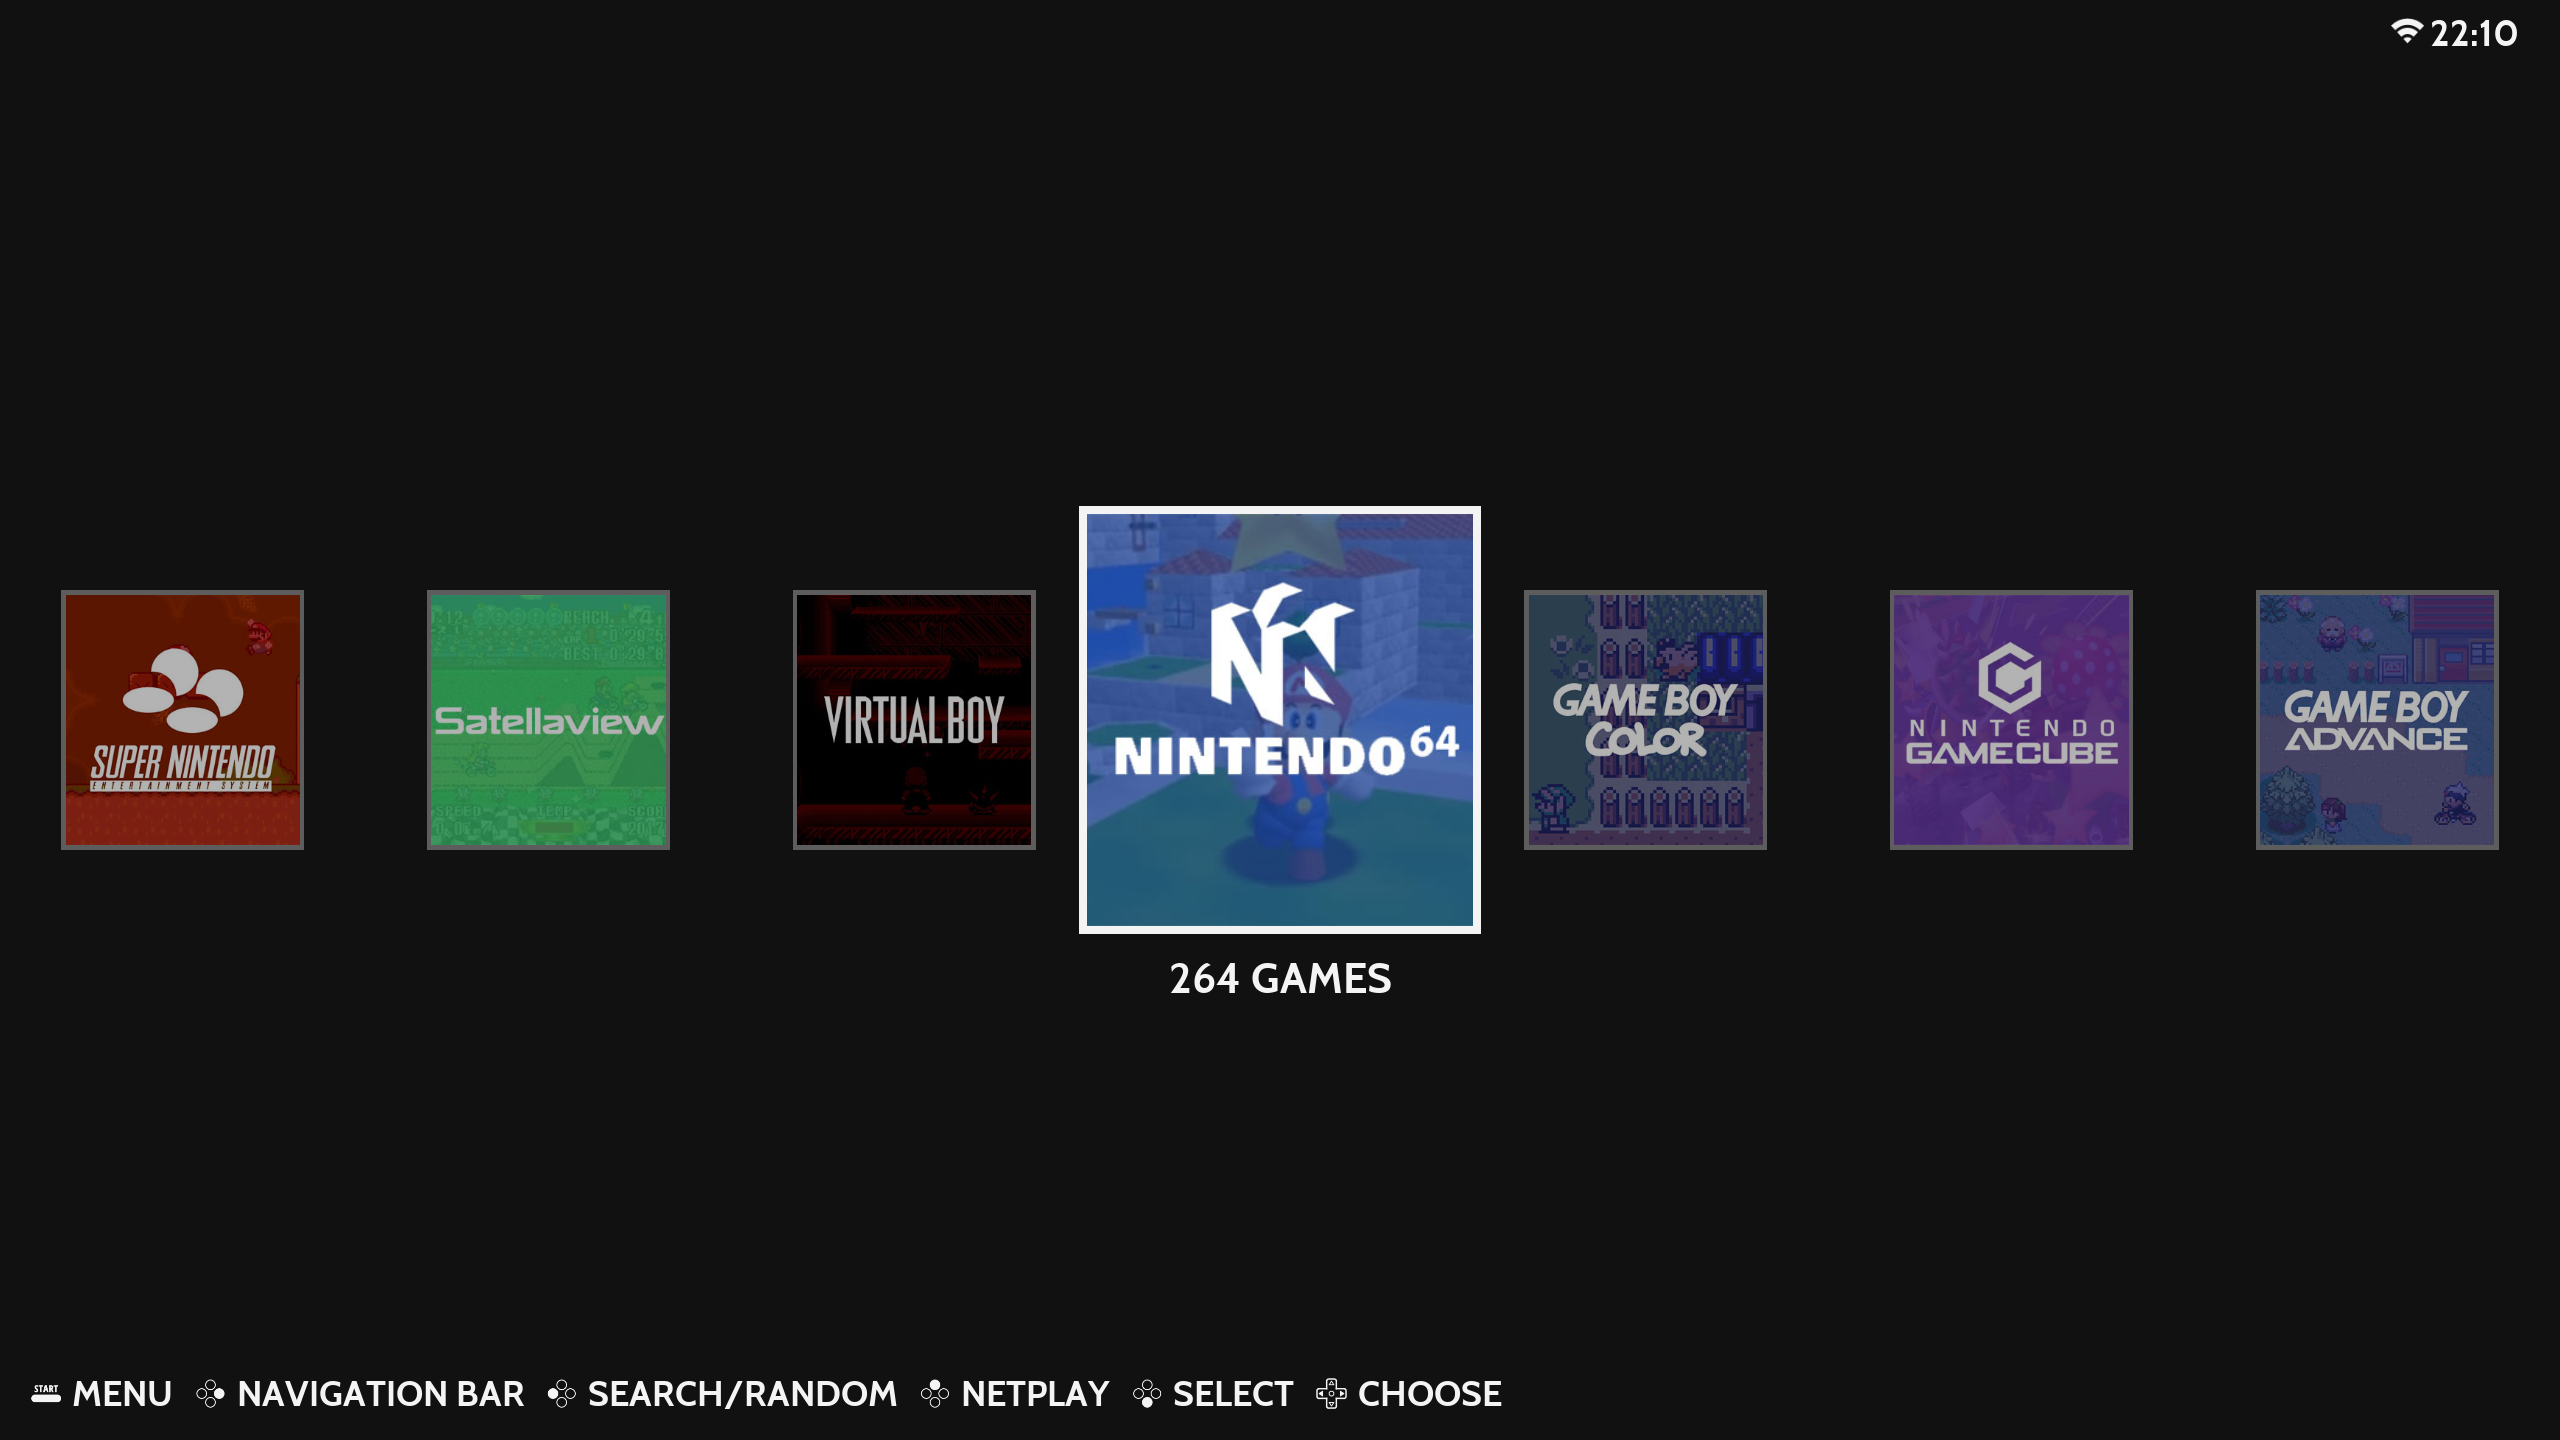 22:10
SUPER NINTENDO
ENTERTAINMENT SYSTEM
Satellaview
VIRTUAL BOY
NINTENDO 64
GAME BOY
COLOR
NINTENDO
GAMECUBE
GAME BOY
ADVANCE
264 GAMES
START MENU NAVIGATION BAR SEARCH/RANDOM NETPLAY SELECT CHOOSE